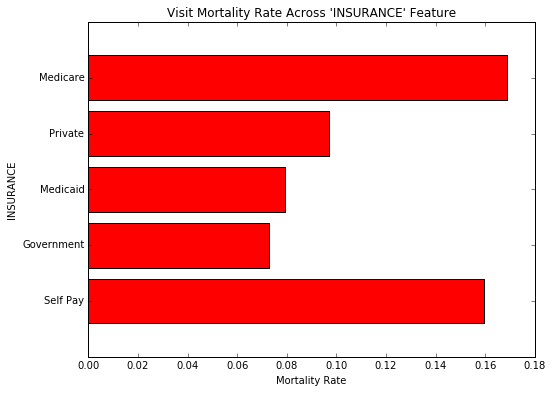 Visit Mortality Rate Across 'INSURANCE' Feature
Medicare
Private
Medicaid
Government
Self Pay
INSURANCE
0.00 0.02 0.04 0.06 0.08 0.10 0.12 0.14 0.16 0.18
Mortality Rate